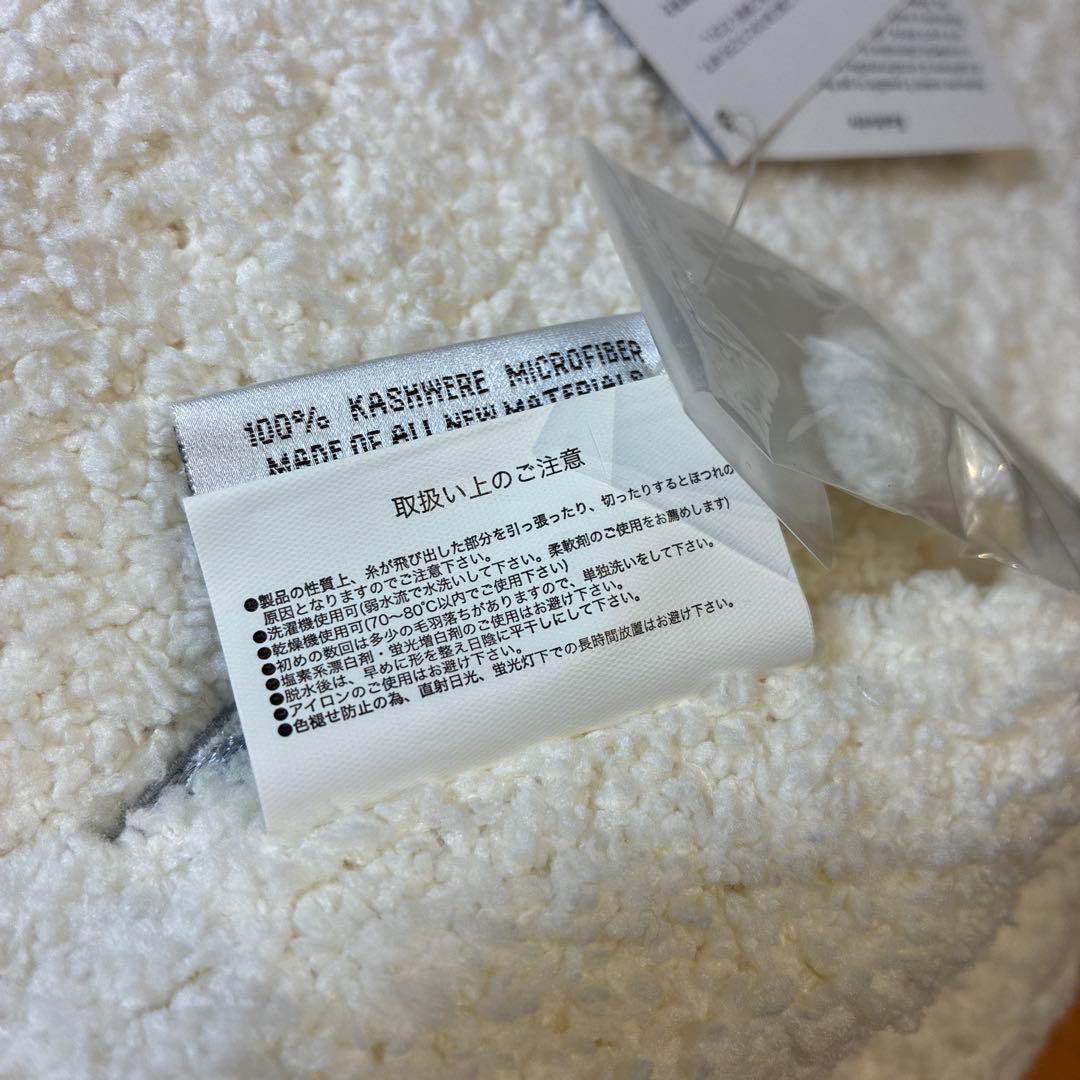 100% KASHWERE MICROFIBER
MADE OF ALL NEW MATERIALS
取扱い上のご注意
●製品の性質上、糸が飛び出した部分を引っ張ったり、切ったりするとほつれの
原因となりますのでご注意下さい。
●洗濯機使用可(弱水流で水洗いして下さい。柔軟剤のご使用をお薦めします)
●乾燥機使用可(70〜80℃以内でご使用下さい)
●初めの数回は多少の毛羽落ちがありますので、単独洗いをして下さい。
●塩素系漂白剤・蛍光増白剤のご使用はお避け下さい。
●脱水後は、早めに形を整え日陰に平干しにして下さい。
●アイロンのご使用はお避け下さい。
●色褪せ防止の為、直射日光、蛍光灯下での長時間放置はお避け下さい。